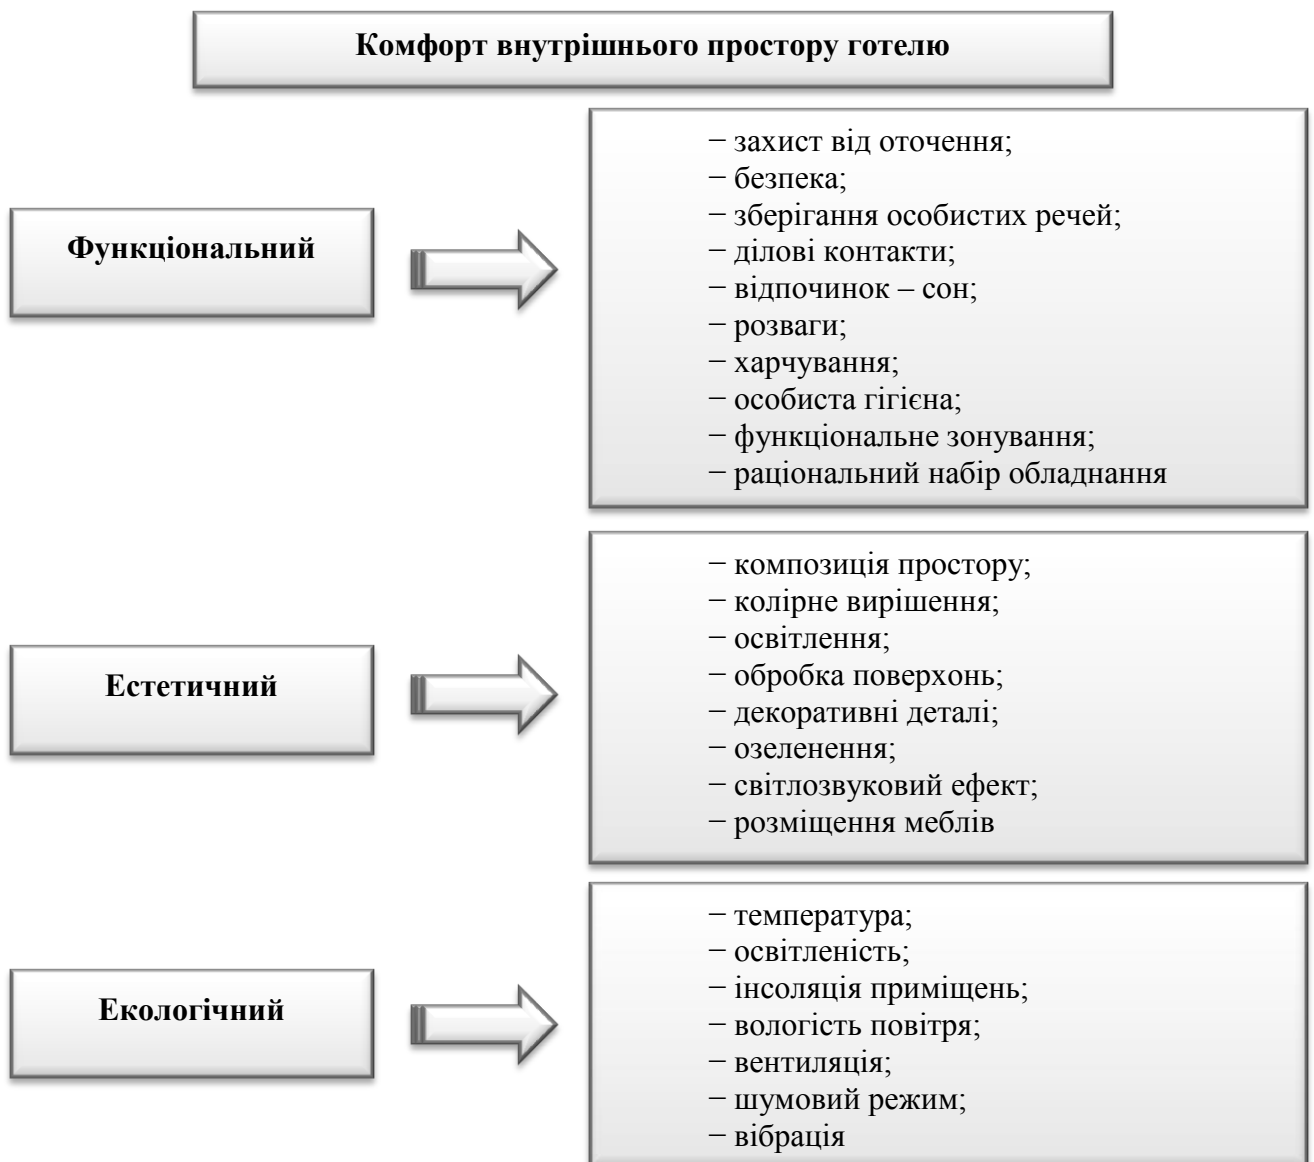 Комфорт внутрішнього простору готелю
Функціональний
− захист від оточення;
− безпека;
− зберігання особистих речей;
− ділові контакти;
− відпочинок – сон;
− розваги;
− харчування;
− особиста гігієна;
− функціональне зонування;
− раціональний набір обладнання
Естетичний
− композиція простору;
− колірне вирішення;
− освітлення;
− обробка поверхонь;
− декоративні деталі;
− озеленення;
− світлозвуковий ефект;
− розміщення меблів
Екологічний
− температура;
− освітленість;
− інсоляція приміщень;
− вологість повітря;
− вентиляція;
− шумовий режим;
− вібрація